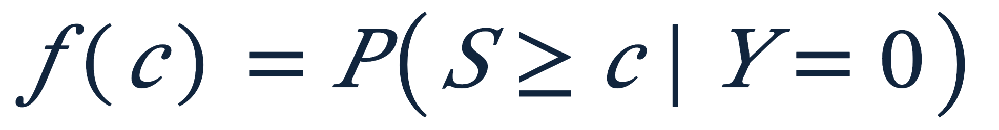 f(c) = P(S ≥ c | Y = 0)